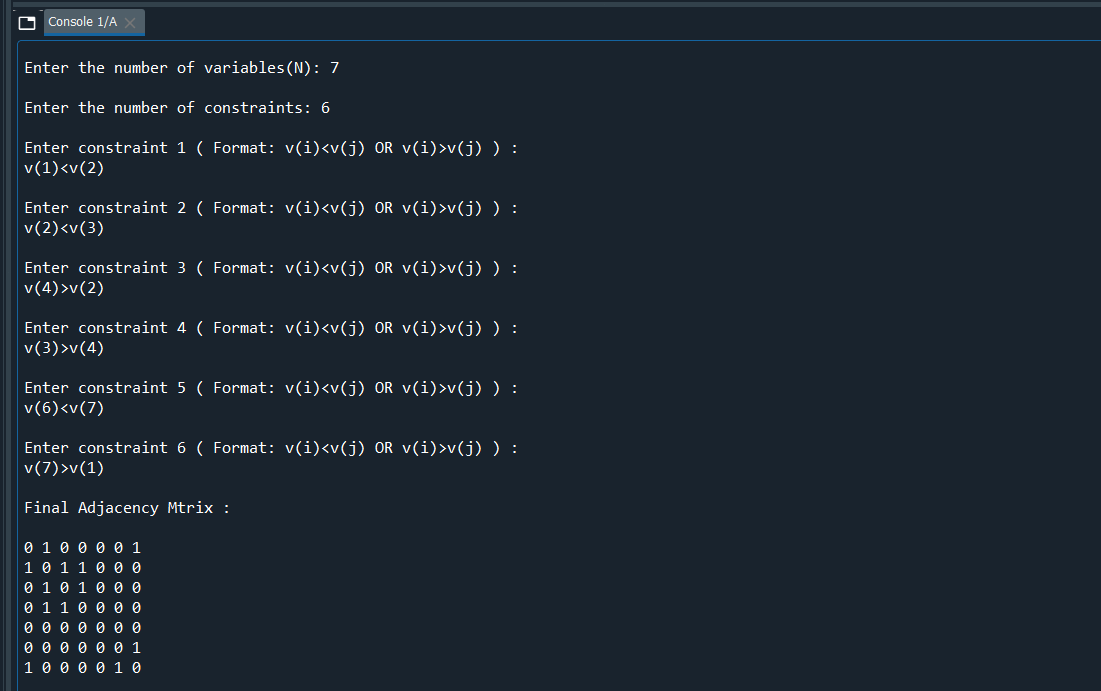 Console 1/A
Enter the number of variables(N): 7
Enter the number of constraints: 6
Enter constraint 1 ( Format: v(i)<v(j) OR v(i)>v(j) ) :
v(1)<v(2)
Enter constraint 2 ( Format: v(i)<v(j) OR v(i)>v(j) ) :
v(2)<v(3)
Enter constraint 3 ( Format: v(i)<v(j) OR v(i)>v(j) ) :
v(4)>v(2)
Enter constraint 4 ( Format: v(i)<v(j) OR v(i)>v(j) ) :
v(3)>v(4)
Enter constraint 5 ( Format: v(i)<v(j) OR v(i)>v(j) ) :
v(6)<v(7)
Enter constraint 6 ( Format: v(i)<v(j) OR v(i)>v(j) ) :
v(7)>v(1)
Final Adjacency Mtrix :
0 1 0 0 0 0 1
1 0 1 1 0 0 0
0 1 0 1 0 0 0
0 1 1 0 0 0 0
0 0 0 0 0 0 0
0 0 0 0 0 0 1
1 0 0 0 0 1 0